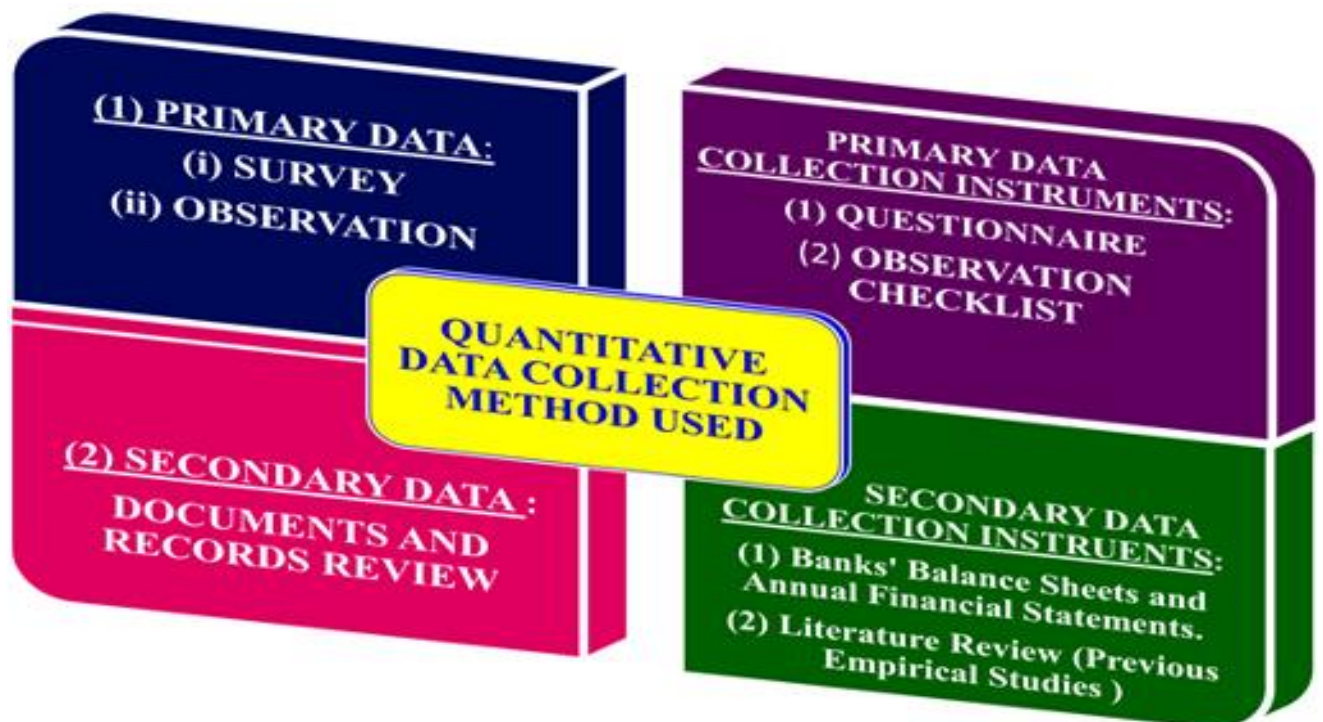 (1) PRIMARY DATA:
(i) SURVEY
(ii) OBSERVATION
PRIMARY DATA
COLLECTION INSTRUMENTS:
(1) QUESTIONNAIRE
(2) OBSERVATION
CHECKLIST
QUANTITATIVE
DATA COLLECTION
METHOD USED
(2) SECONDARY DATA :
DOCUMENTS AND
RECORDS REVIEW
SECONDARY DATA
COLLECTION INSTRUENTS:
(1) Banks' Balance Sheets and
Annual Financial Statements.
(2) Literature Review (Previous
Empirical Studies )